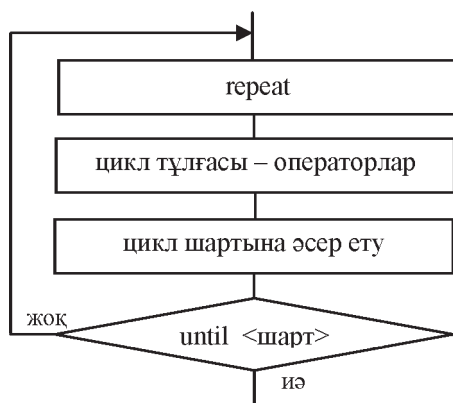 repeat
цикл тұлғасы – операторлар
цикл шартына әсер ету
жоқ
until <шарт>
иә